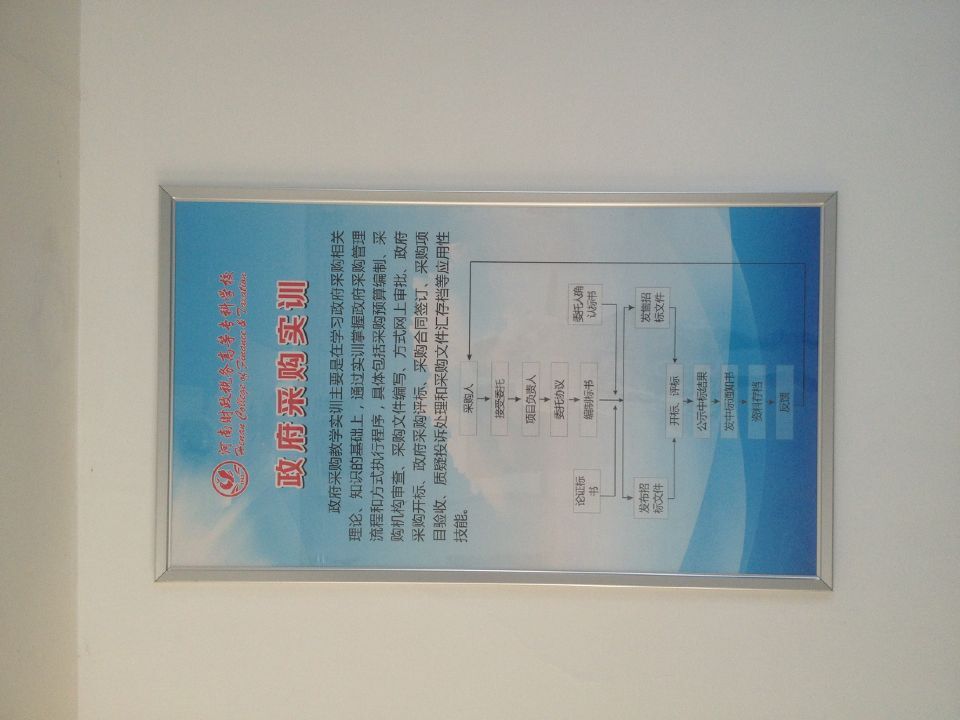 河南财政税务高等专科学校
Henan College of Finance & Taxation
政府采购实训
政府采购教学实训主要是在学习政府采购相关
理论、知识的基础上，通过实训掌握政府采购管理
流程和方式执行程序，具体包括采购预算编制、采
购机构审查、采购文件编写、方式网上审批、政府
采购开标、政府采购评标、采购合同签订、采购项
目验收、质疑投诉处理和采购文件汇存档等应用性
技能。
采购人
接受委托
项目负责人
委托协议
编制标书
论证标
书
委托人确
认标书
发布招
标文件
发售招
标文件
开标、评标
公示中标结果
发中标通知书
资料存档
反馈